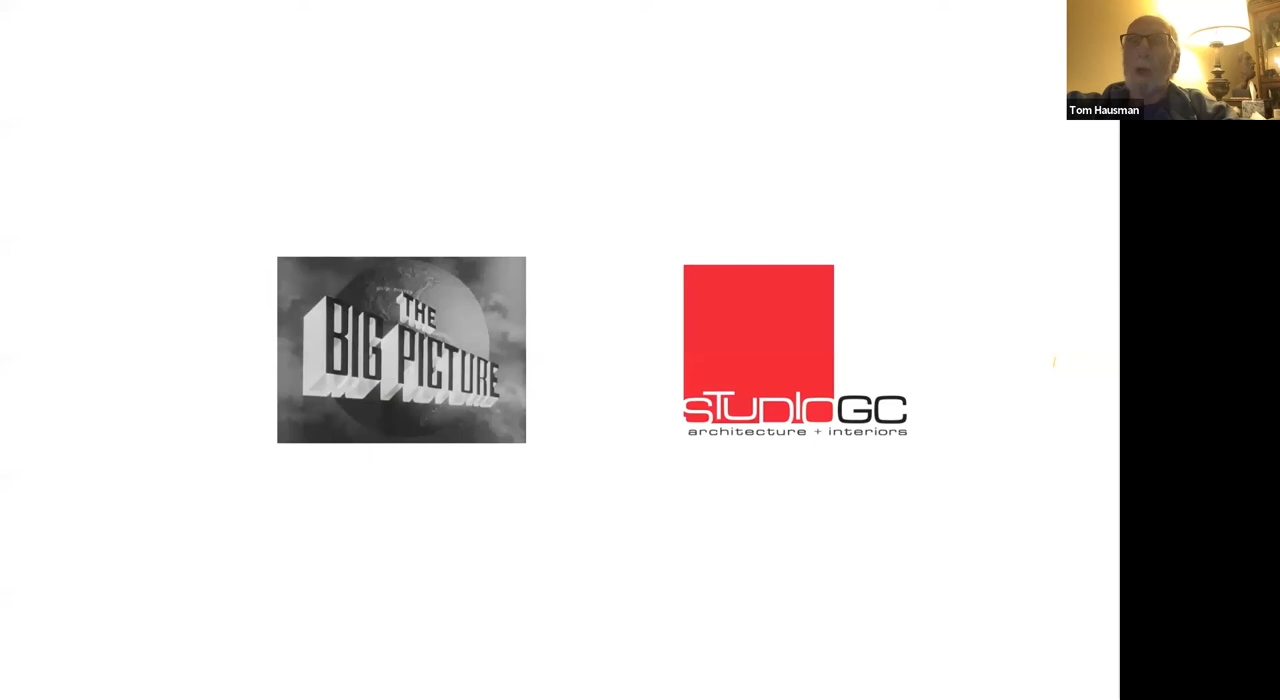 Tom Hausman
THE
BIG PICTURE
sTUDIOGC
architecture + interiors